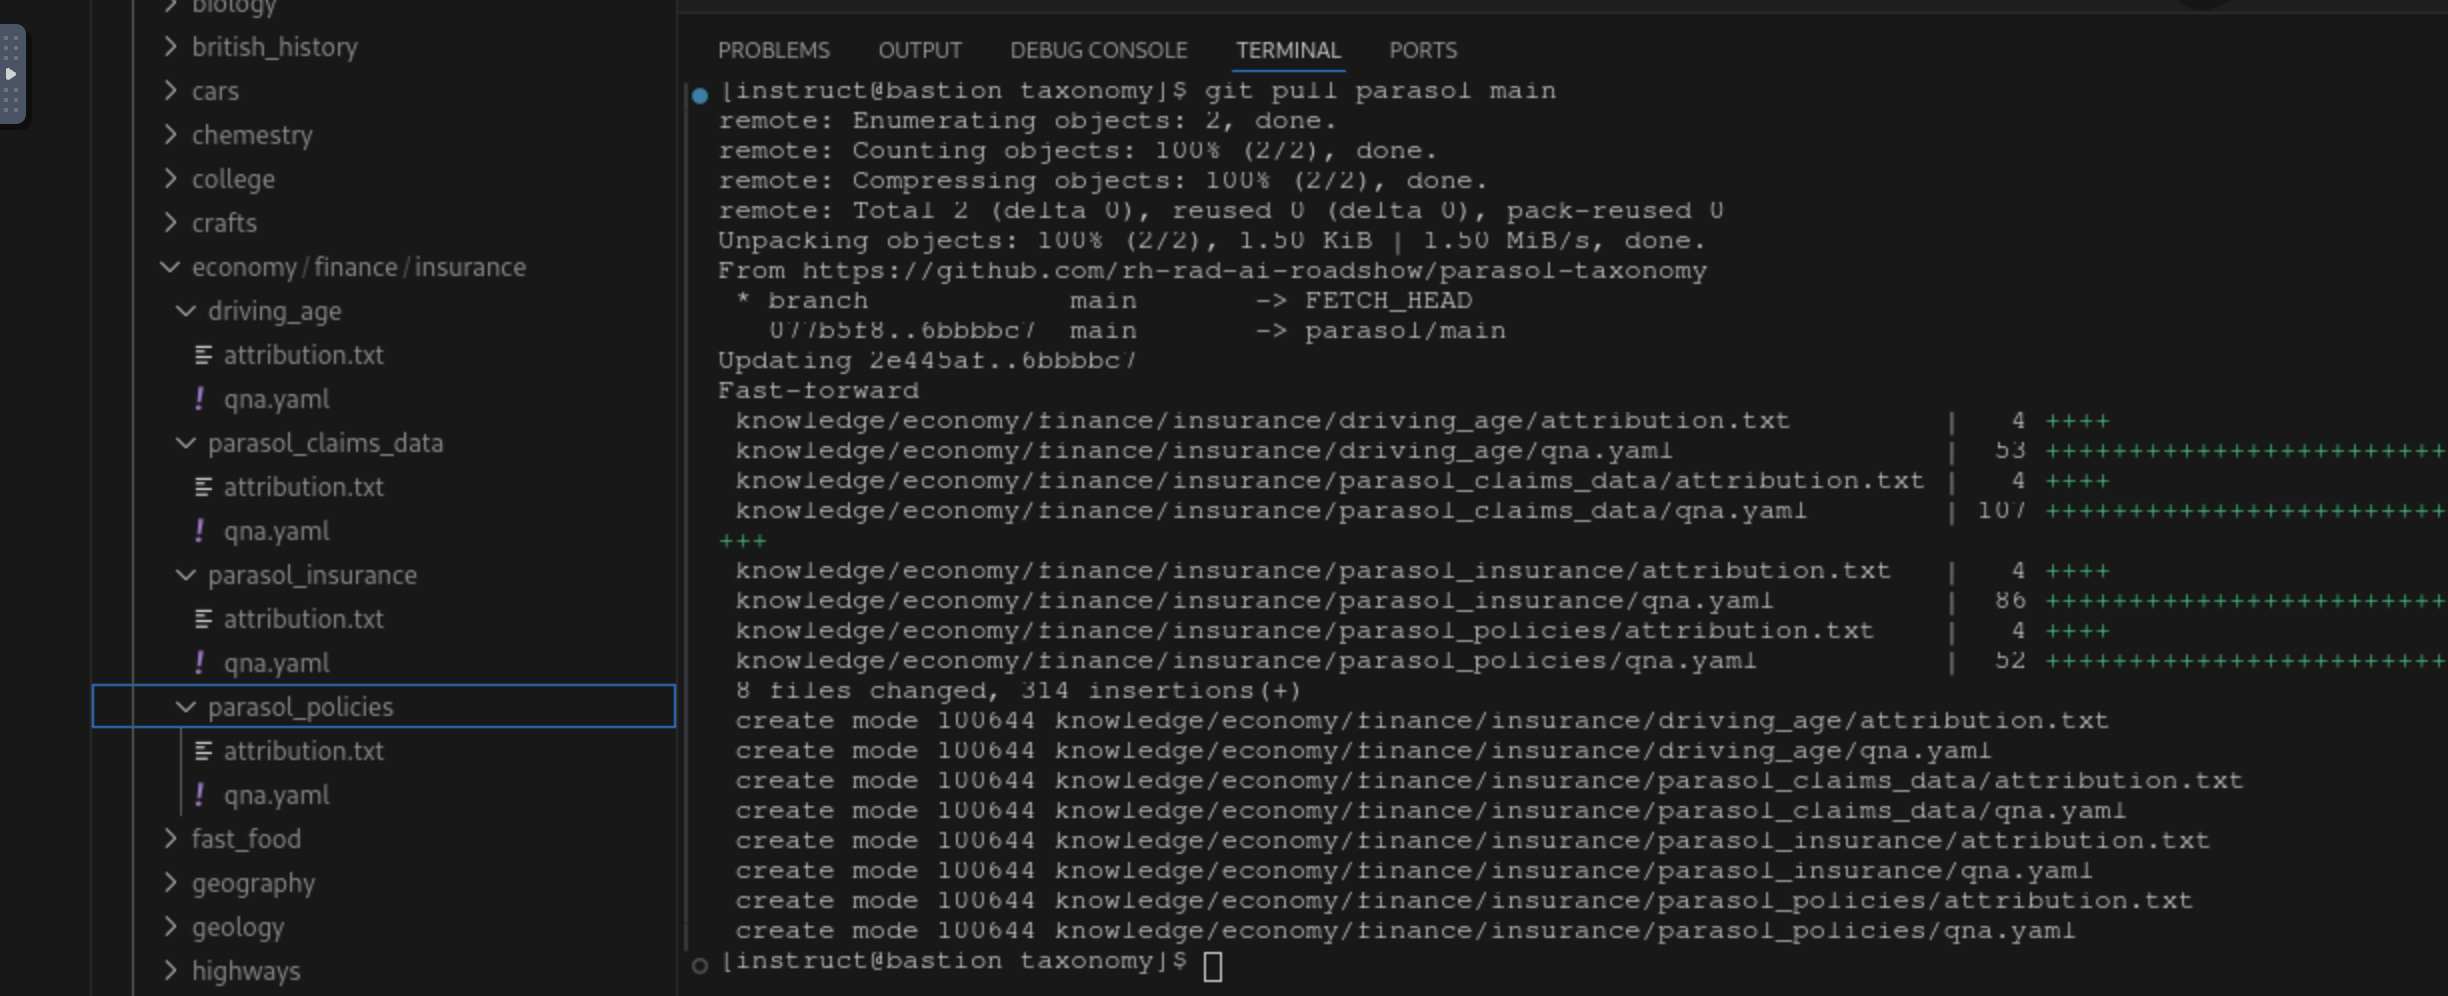 biology
british_history
cars
chemestry
college
crafts
economy / finance / insurance
driving_age
attribution.txt
! qna.yaml
parasol_claims_data
attribution.txt
! qna.yaml
parasol_insurance
attribution.txt
! qna.yaml
parasol_policies
attribution.txt
! qna.yaml
fast_food
geography
geology
highways
PROBLEMS OUTPUT DEBUG CONSOLE TERMINAL PORTS
[instruct@bastion taxonomy]$ git pull parasol main
remote: Enumerating objects: 2, done.
remote: Counting objects: 100% (2/2), done.
remote: Compressing objects: 100% (2/2), done.
remote: Total 2 (delta 0), reused 0 (delta 0), pack-reused 0
Unpacking objects: 100% (2/2), 1.50 KiB | 1.50 MiB/s, done.
From https://github.com/rh-rad-ai-roadshow/parasol-taxonomy
* branch main -> FETCH_HEAD
077b5f8..6bbbbc7 main -> parasol/main
Updating 2e445af..6bbbbc7
Fast-forward
knowledge/economy/finance/insurance/driving_age/attribution.txt | 4 ++++
knowledge/economy/finance/insurance/driving_age/qna.yaml | 53 ++++++++++++++++++++++++
knowledge/economy/finance/insurance/parasol_claims_data/attribution.txt | 4 ++++
knowledge/economy/finance/insurance/parasol_claims_data/qna.yaml | 107 ++++++++++++++++++++++++
+++
knowledge/economy/finance/insurance/parasol_insurance/attribution.txt | 4 ++++
knowledge/economy/finance/insurance/parasol_insurance/qna.yaml | 86 ++++++++++++++++++++++++
knowledge/economy/finance/insurance/parasol_policies/attribution.txt | 4 ++++
knowledge/economy/finance/insurance/parasol_policies/qna.yaml | 52 ++++++++++++++++++++++++
8 files changed, 314 insertions(+)
create mode 100644 knowledge/economy/finance/insurance/driving_age/attribution.txt
create mode 100644 knowledge/economy/finance/insurance/driving_age/qna.yaml
create mode 100644 knowledge/economy/finance/insurance/parasol_claims_data/attribution.txt
create mode 100644 knowledge/economy/finance/insurance/parasol_claims_data/qna.yaml
create mode 100644 knowledge/economy/finance/insurance/parasol_insurance/attribution.txt
create mode 100644 knowledge/economy/finance/insurance/parasol_insurance/qna.yaml
create mode 100644 knowledge/economy/finance/insurance/parasol_policies/attribution.txt
create mode 100644 knowledge/economy/finance/insurance/parasol_policies/qna.yaml
[instruct@bastion taxonomy]$